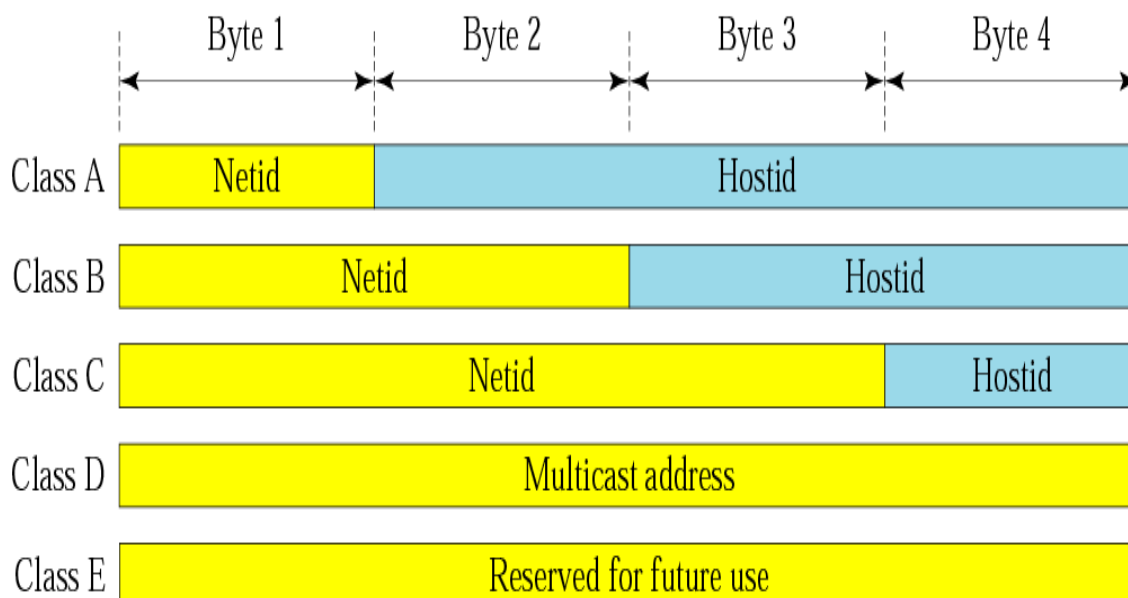 Byte 1 Byte 2 Byte 3 Byte 4
Class A Netid Hostid
Class B Netid Hostid
Class C Netid Hostid
Class D Multicast address
Class E Reserved for future use